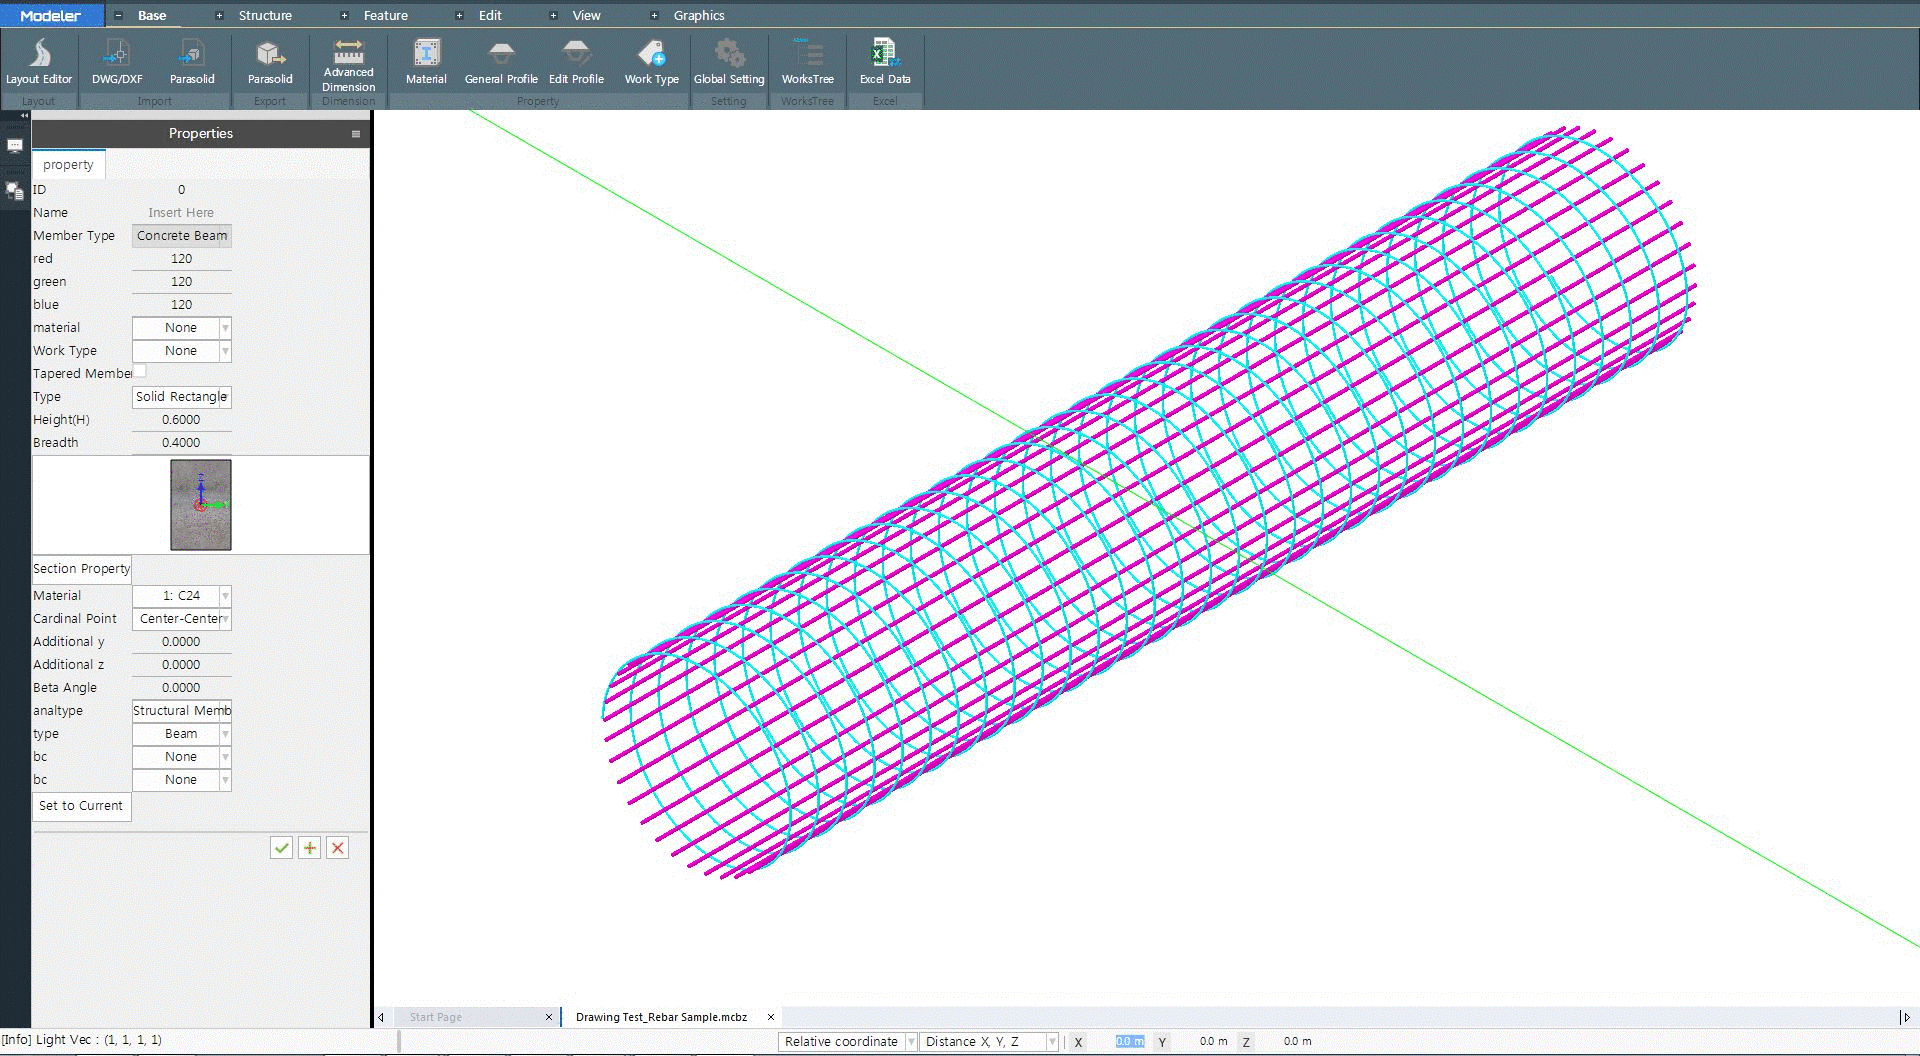 Modeler
Base
Structure
Feature
Edit
View
Graphics
Layout Editor
DWG/DXF
Parasolid
Parasolid
Advanced
Dimension
Material
General Profile
Edit Profile
Work Type
Global Setting
WorksTree
Excel Data
Layout
Import
Export
Dimension
Property
Setting
WorksTree
Excel
Properties
property
ID 0
Name Insert Here
Member Type Concrete Beam
red 120
green 120
blue 120
material None
Work Type None
Tapered Member
Type Solid Rectangle
Height(H) 0.6000
Breadth 0.4000
Section Property
Material 1: C24
Cardinal Point Center-Center
Additional y 0.0000
Additional z 0.0000
Beta Angle 0.0000
analtype Structural Memb
type Beam
bc None
bc None
Set to Current
Start Page
Drawing Test_Rebar Sample.mcbz
[Info] Light Vec : (1, 1, 1, 1)
Relative coordinate
Distance X, Y, Z
X 0.0 m Y 0.0 m Z 0.0 m